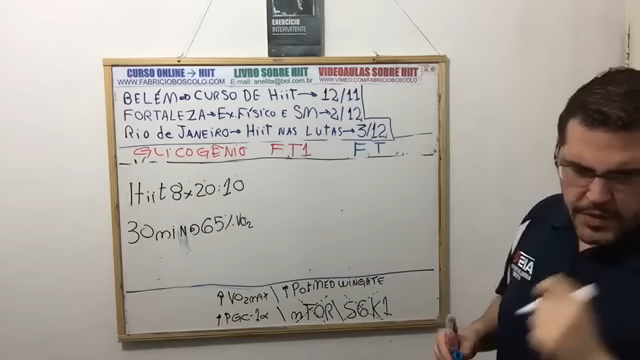 EXERCÍCIO
INTERMITENTE
CURSO ONLINE → HIIT LIVRO SOBRE HIIT VIDEOAULAS SOBRE HIIT
WWW.FABRICIOBOSCOLO.COM E-mail: anelita@bol.com.br WWW.VIMEO.COM/FABRICIOBOSCOLO
BELÉM → CURSO DE Hiit → 12/11
FORTALEZA → Ex. Físico e SM → 2/12
Rio de JANEIRO → Hiit NAS LUTAS → 3/12
GLICOGÊNIO FT1 FT
Hiit 8x20:10
30min→65%VO2
↑VO2MAX \ ↑POT.MED WINGATE
↑PGC-1α \ mTOR \ S6K1